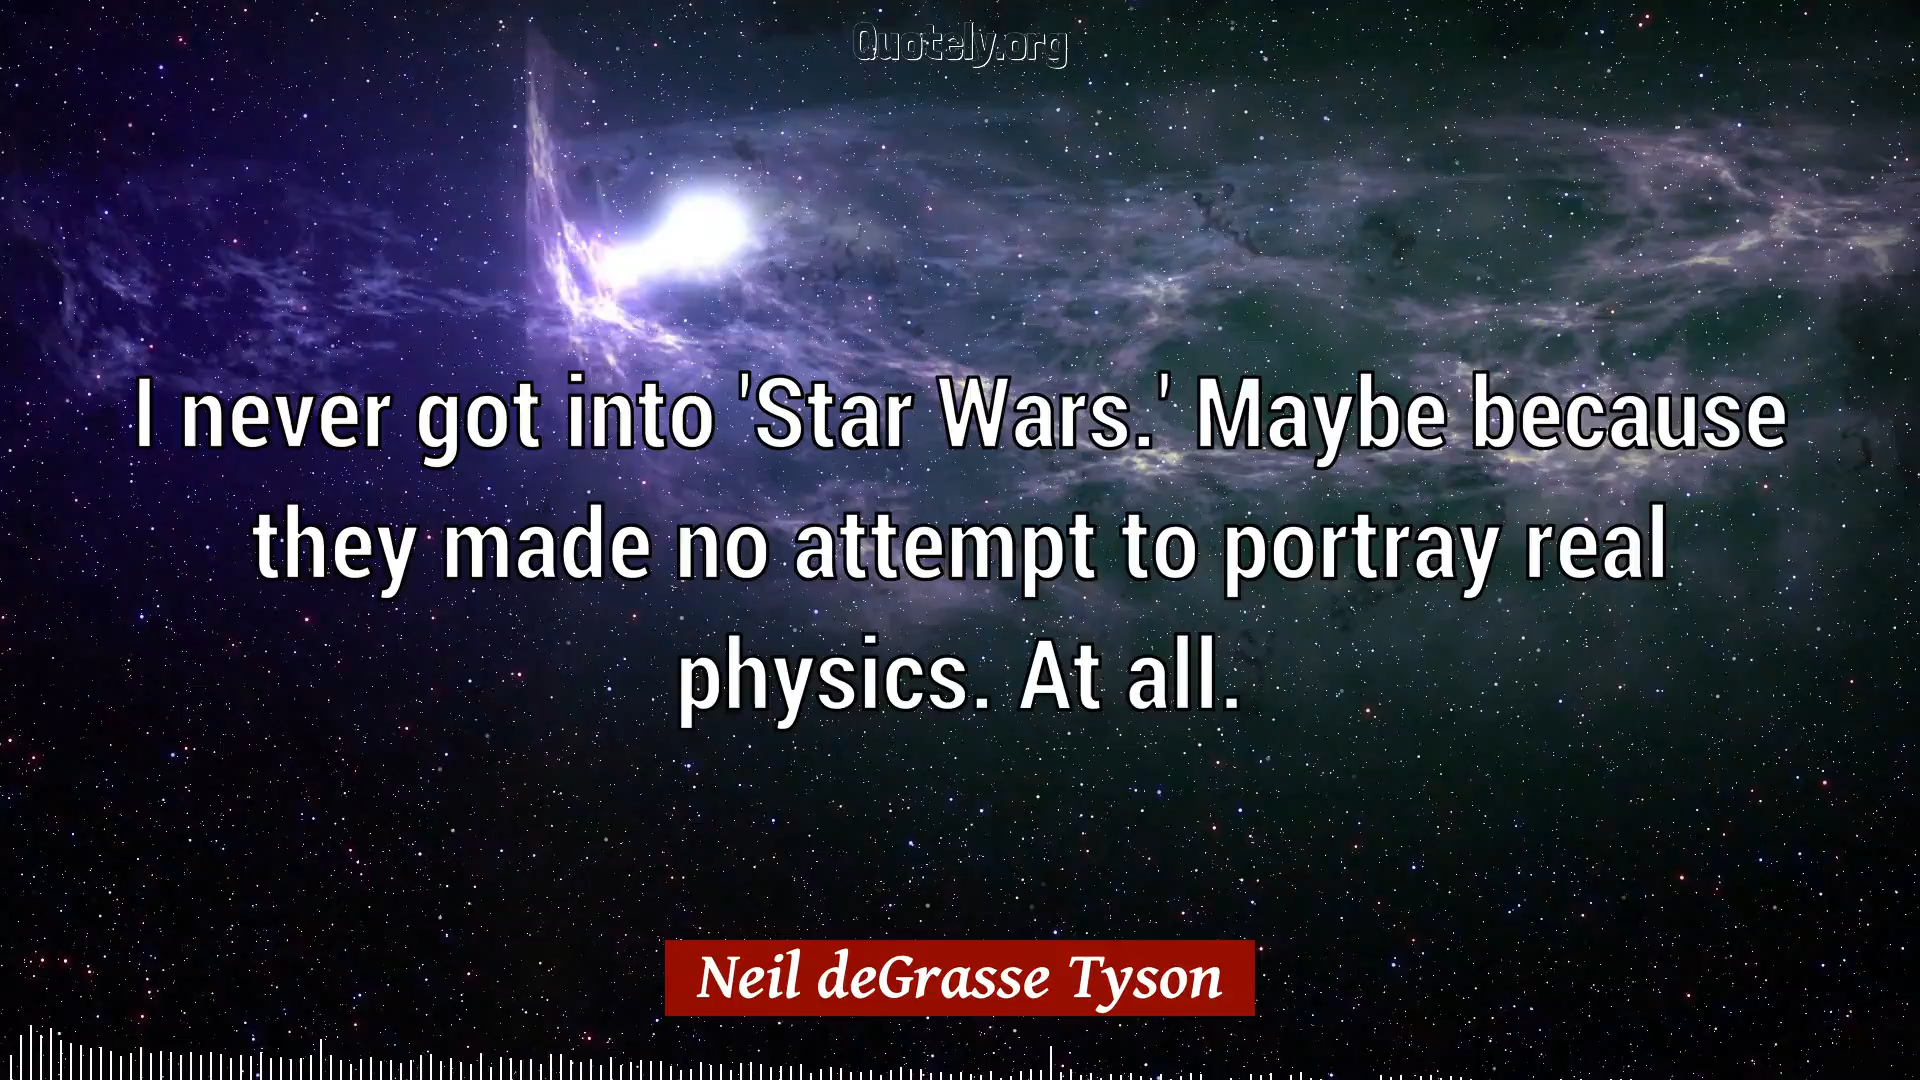 Quotely.org
I never got into 'Star Wars.' Maybe because
they made no attempt to portray real
physics. At all.
Neil deGrasse Tyson